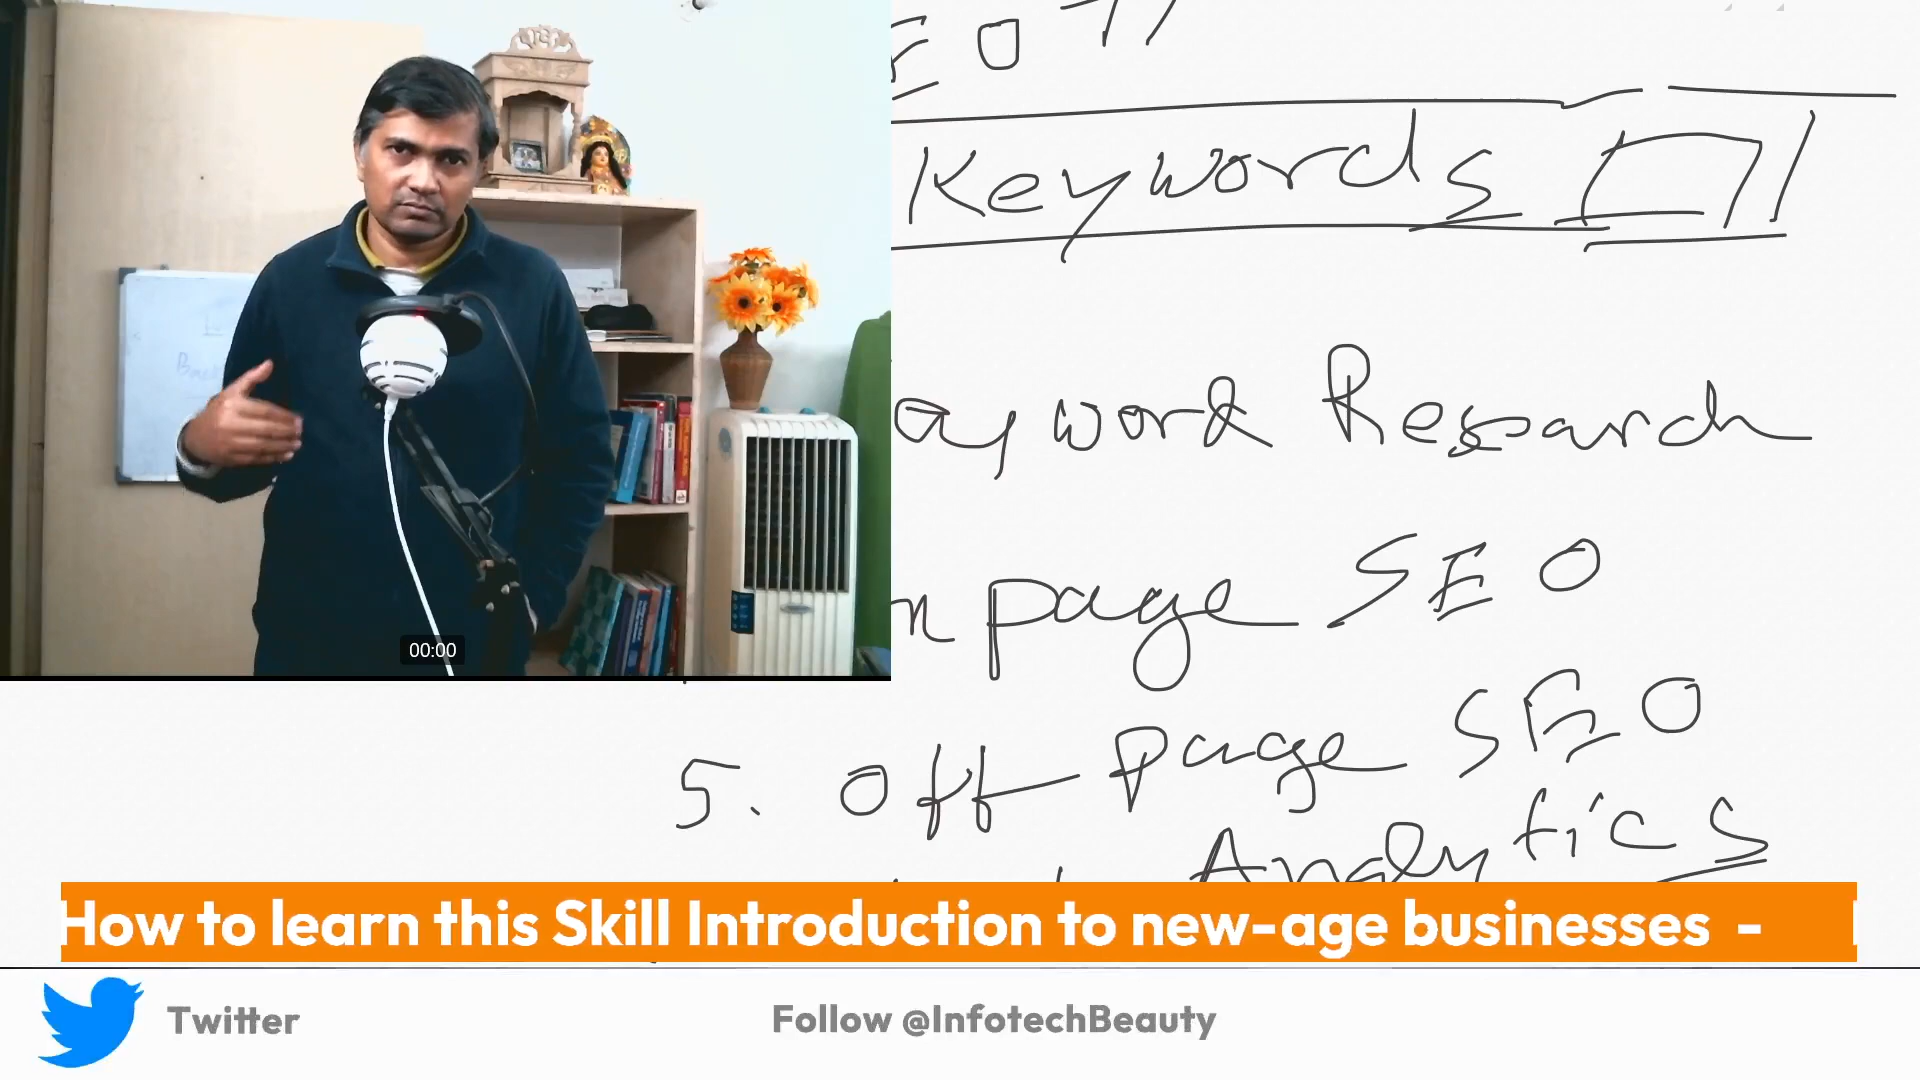 EO
Keywords
word Research
n page SEO
5. Off page SEO
Analytics
00:00
How to learn this Skill Introduction to new-age businesses -
Twitter
Follow @InfotechBeauty